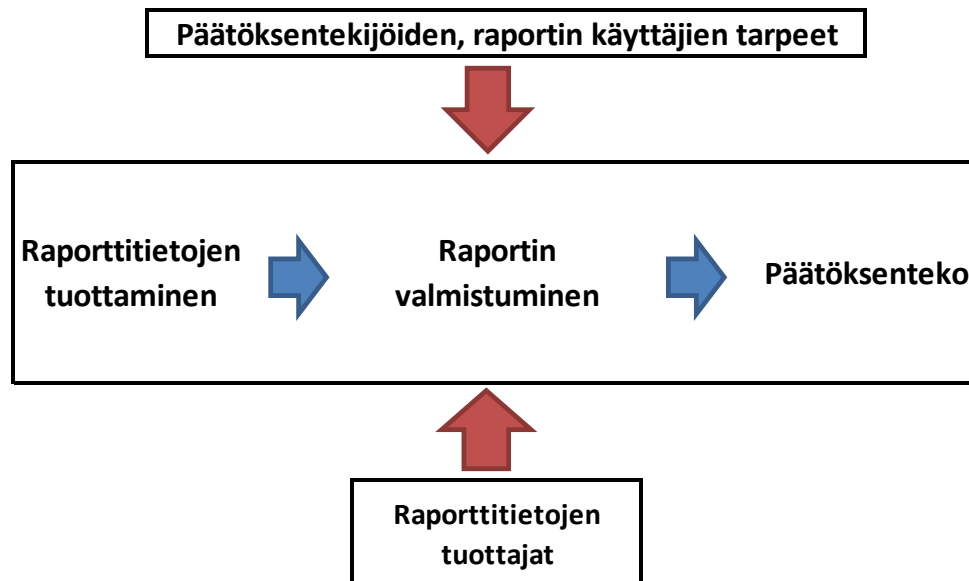 Päätöksentekijöiden, raportin käyttäjien tarpeet
Raporttitietojen
tuottaminen
Raportin
valmistuminen
Päätöksenteko
Raporttitietojen
tuottajat